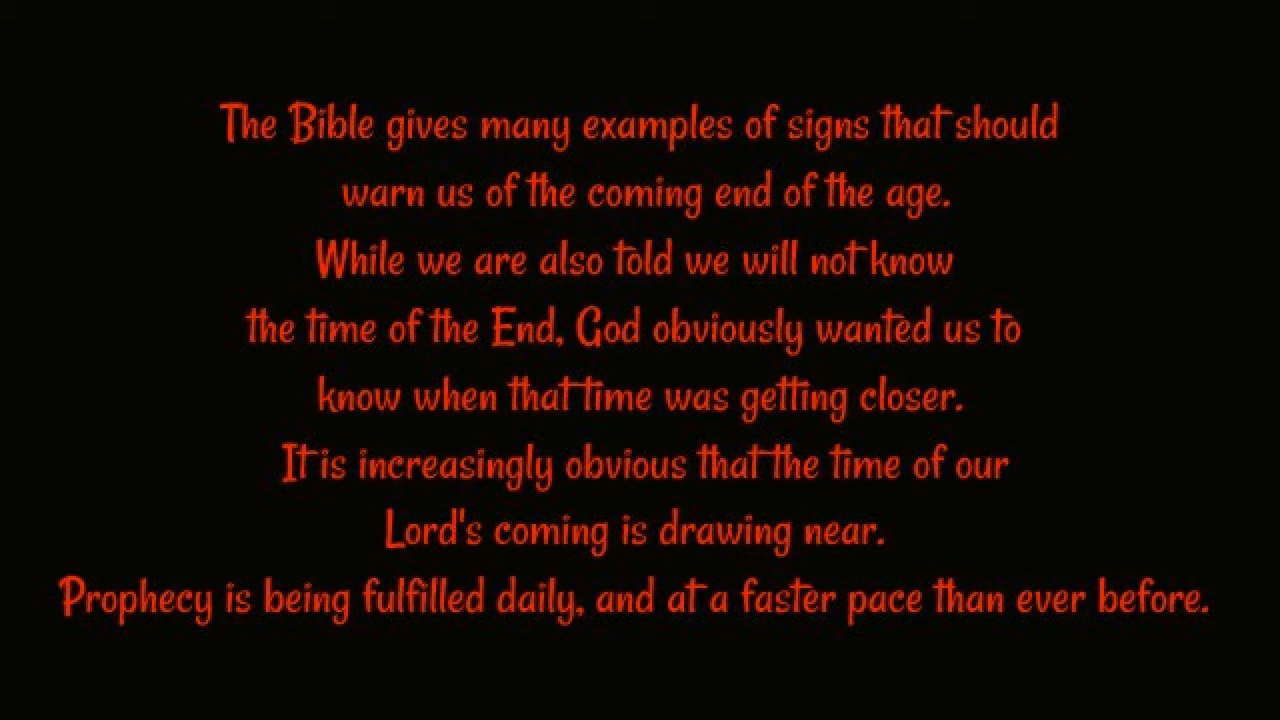 The Bible gives many examples of signs that should
warn us of the coming end of the age.
While we are also told we will not know
the time of the End, God obviously wanted us to
know when that time was getting closer.
It is increasingly obvious that the time of our
Lord's coming is drawing near.
Prophecy is being fulfilled daily, and at a faster pace than ever before.